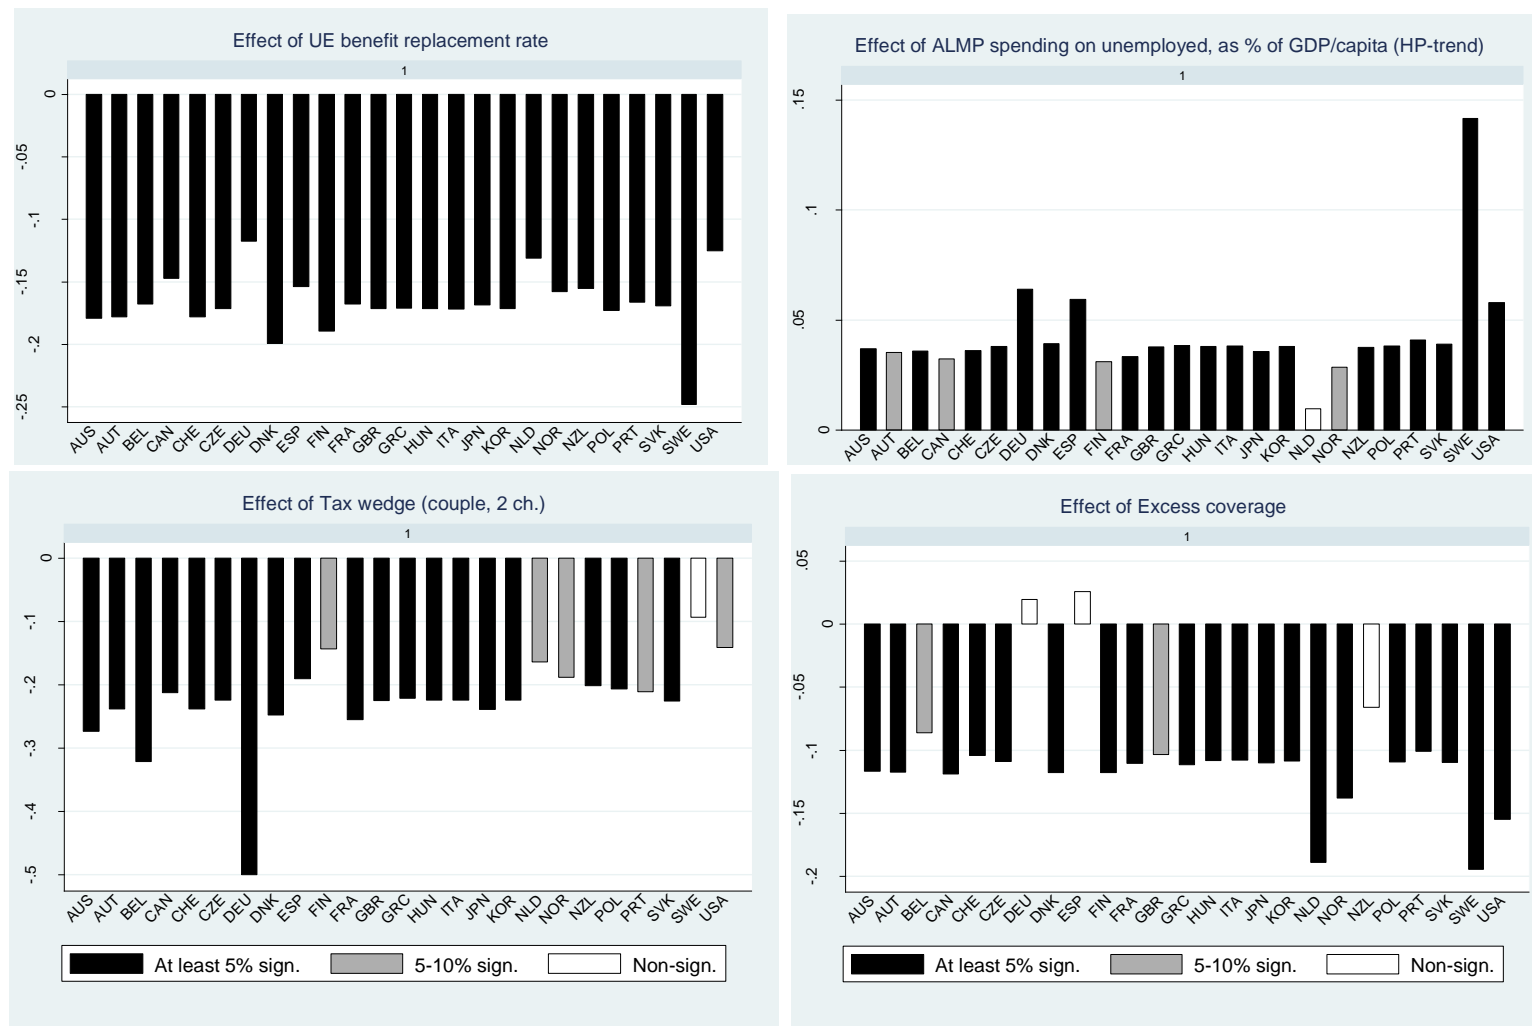 Effect of UE benefit replacement rate
1
0
-.05
-.1
-.15
-.2
-.25
AUS AUT BEL CAN CHE CZE DEU DNK ESP FIN FRA GBR GRC HUN ITA JPN KOR NLD NOR NZL POL PRT SVK SWE USA
Effect of ALMP spending on unemployed, as % of GDP/capita (HP-trend)
1
.15
.1
.05
0
AUS AUT BEL CAN CHE CZE DEU DNK ESP FIN FRA GBR GRC HUN ITA JPN KOR NLD NOR NZL POL PRT SVK SWE USA
Effect of Tax wedge (couple, 2 ch.)
1
0
-.1
-.2
-.3
-.4
-.5
AUS AUT BEL CAN CHE CZE DEU DNK ESP FIN FRA GBR GRC HUN ITA JPN KOR NLD NOR NZL POL PRT SVK SWE USA
At least 5% sign. 5-10% sign. Non-sign.
Effect of Excess coverage
1
.05
0
-.05
-.1
-.15
-.2
AUS AUT BEL CAN CHE CZE DEU DNK ESP FIN FRA GBR GRC HUN ITA JPN KOR NLD NOR NZL POL PRT SVK SWE USA
At least 5% sign. 5-10% sign. Non-sign.